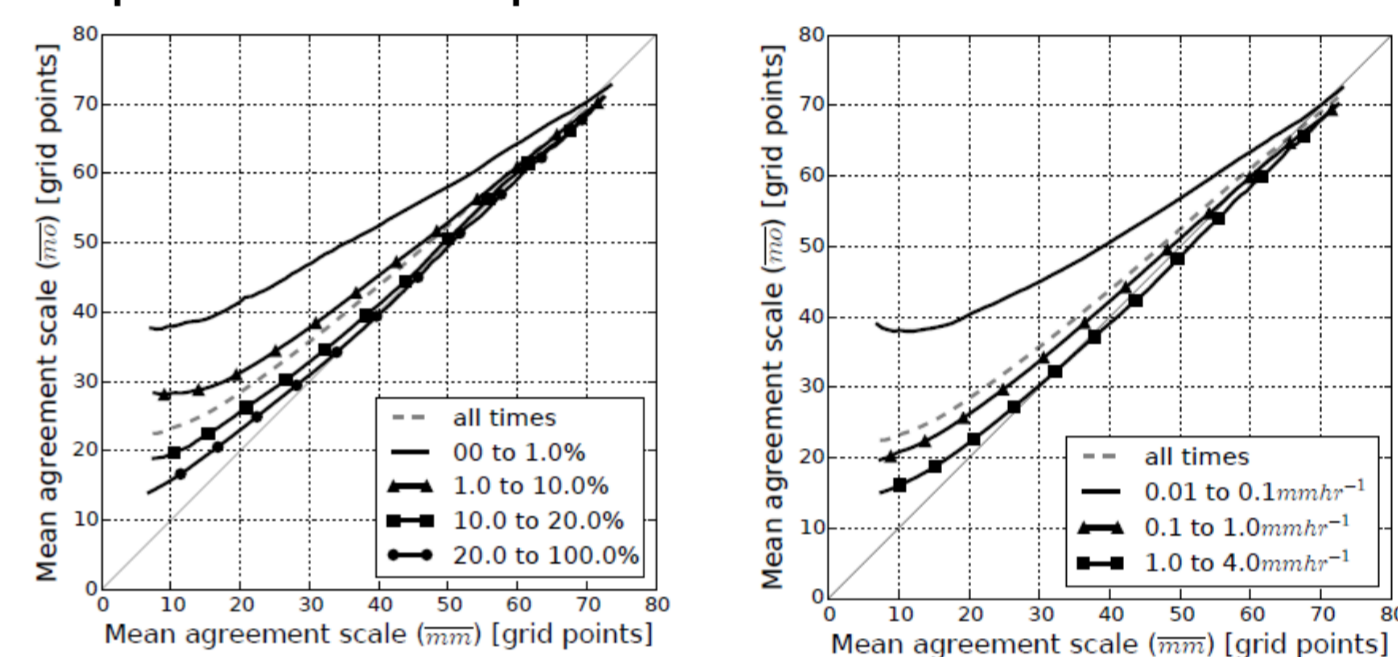 80
70
60
50
40
30
20
10
0
0 10 20 30 40 50 60 70 80
Mean agreement scale (mo) [grid points]
Mean agreement scale (mm) [grid points]
all times
00 to 1.0%
1.0 to 10.0%
10.0 to 20.0%
20.0 to 100.0%
80
70
60
50
40
30
20
10
0
0 10 20 30 40 50 60 70 80
Mean agreement scale (mo) [grid points]
Mean agreement scale (mm) [grid points]
all times
0.01 to 0.1mmhr⁻¹
0.1 to 1.0mmhr⁻¹
1.0 to 4.0mmhr⁻¹